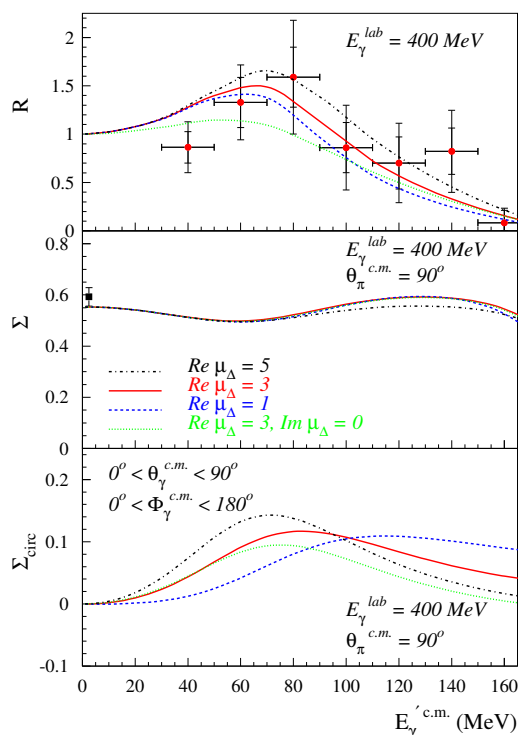 2
1.5
1
0.5
0
R
E_γ^lab = 400 MeV
0.8
0.6
0.4
0.2
0
Σ
E_γ^lab = 400 MeV
θ_π^c.m. = 90^o
Re μ_Δ = 5
Re μ_Δ = 3
Re μ_Δ = 1
Re μ_Δ = 3, Im μ_Δ = 0
0.2
0.1
0
-0.1
Σ_circ
0^o < θ_γ^c.m. < 90^o
0^o < Φ_γ^c.m. < 180^o
E_γ^lab = 400 MeV
θ_π^c.m. = 90^o
0 20 40 60 80 100 120 140 160
E_γ^′ c.m. (MeV)